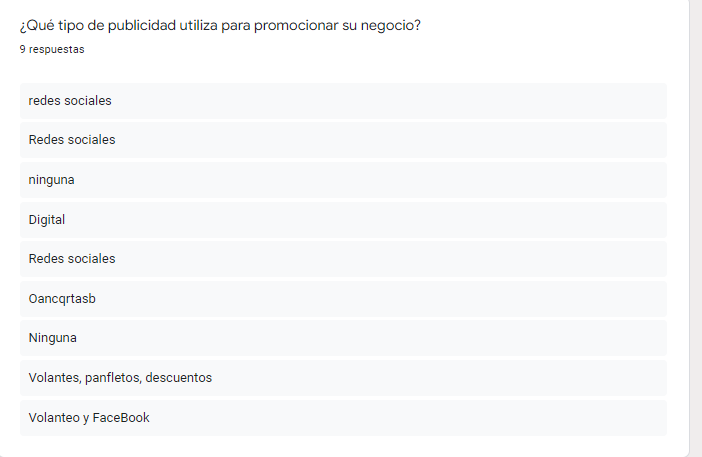 ¿Qué tipo de publicidad utiliza para promocionar su negocio?
9 respuestas
redes sociales
Redes sociales
ninguna
Digital
Redes sociales
Oancqrtasb
Ninguna
Volantes, panfletos, descuentos
Volanteo y FaceBook